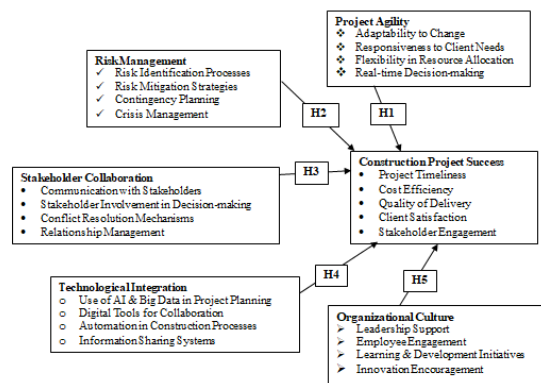 Project Agility
Adaptability to Change
Responsiveness to Client Needs
Flexibility in Resource Allocation
Real-time Decision-making
RiskManagement
Risk Identification Processes
Risk Mitigation Strategies
Contingency Planning
Crisis Management
H2
H1
Construction Project Success
Project Timeliness
Cost Efficiency
Quality of Delivery
Client Satisfaction
Stakeholder Engagement
H3
Stakeholder Collaboration
Communication with Stakeholders
Stakeholder Involvement in Decision-making
Conflict Resolution Mechanisms
Relationship Management
H4
H5
Technological Integration
Use of AI & Big Data in Project Planning
Digital Tools for Collaboration
Automation in Construction Processes
Information Sharing Systems
Organizational Culture
Leadership Support
Employee Engagement
Learning & Development Initiatives
Innovation Encouragement